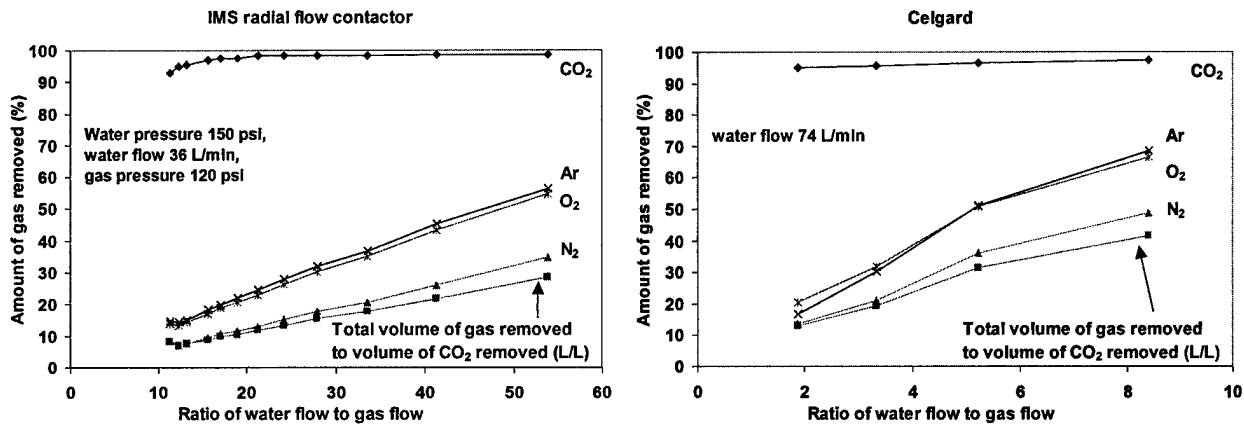 IMS radial flow contactor
100
90
80
70
60
50
40
30
20
10
0
Amount of gas removed (%)
CO₂
Water pressure 150 psi,
water flow 36 L/min,
gas pressure 120 psi
Ar
O₂
N₂
Total volume of gas removed
to volume of CO₂ removed (L/L)
0 10 20 30 40 50 60
Ratio of water flow to gas flow
Celgard
100
90
80
70
60
50
40
30
20
10
0
Amount of gas removed (%)
CO₂
water flow 74 L/min
Ar
O₂
N₂
Total volume of gas removed
to volume of CO₂ removed (L/L)
0 2 4 6 8 10
Ratio of water flow to gas flow